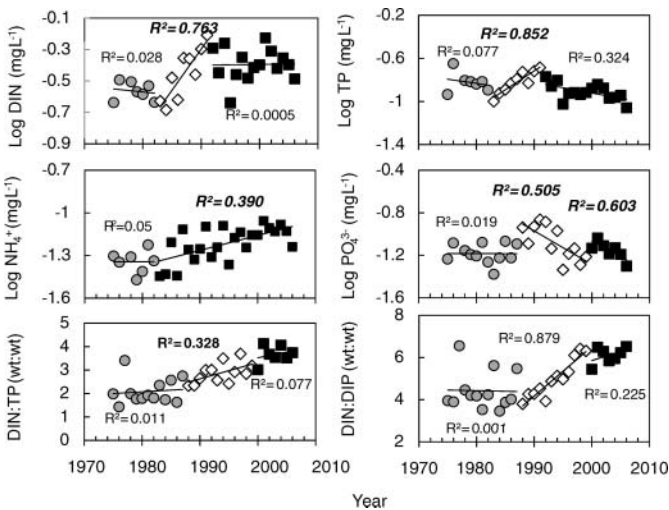 -0.1
-0.3
-0.5
-0.7
-0.9
Log DIN (mgL⁻¹)
R²=0.028
R²=0.763
R²=0.0005
-0.2
-0.6
-1
-1.4
Log TP (mgL⁻¹)
R²=0.077
R²=0.852
R²=0.324
-0.7
-1
-1.3
-1.6
Log NH₄⁺(mgL⁻¹)
R²=0.05
R²=0.390
-0.4
-0.8
-1.2
-1.6
Log PO₄³⁻(mgL⁻¹)
R²=0.019
R²=0.505
R²=0.603
5
4
3
2
1
0
DIN:TP (wt:wt)
R²=0.328
R²=0.077
R²=0.011
1970 1980 1990 2000 2010
8
6
4
2
DIN:DIP (wt:wt)
R²=0.879
R²=0.225
R²=0.001
1970 1980 1990 2000 2010
Year